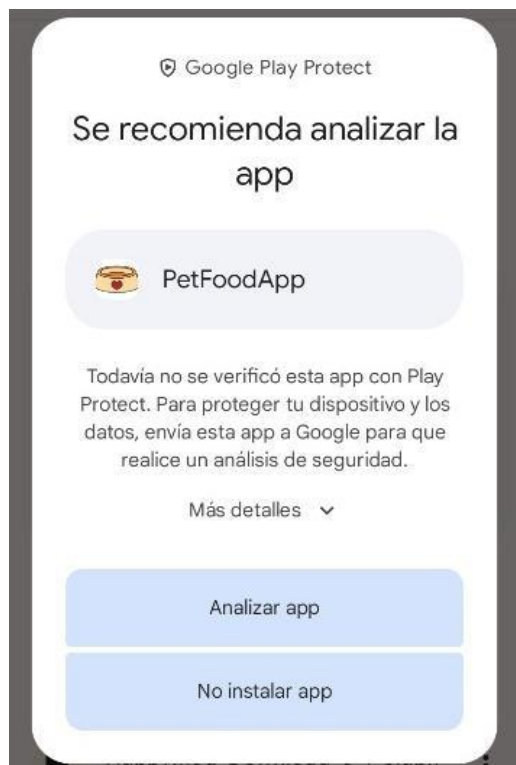 Google Play Protect
Se recomienda analizar la
app
PetFoodApp
Todavía no se verificó esta app con Play
Protect. Para proteger tu dispositivo y los
datos, envía esta app a Google para que
realice un análisis de seguridad.
Más detalles
Analizar app
No instalar app